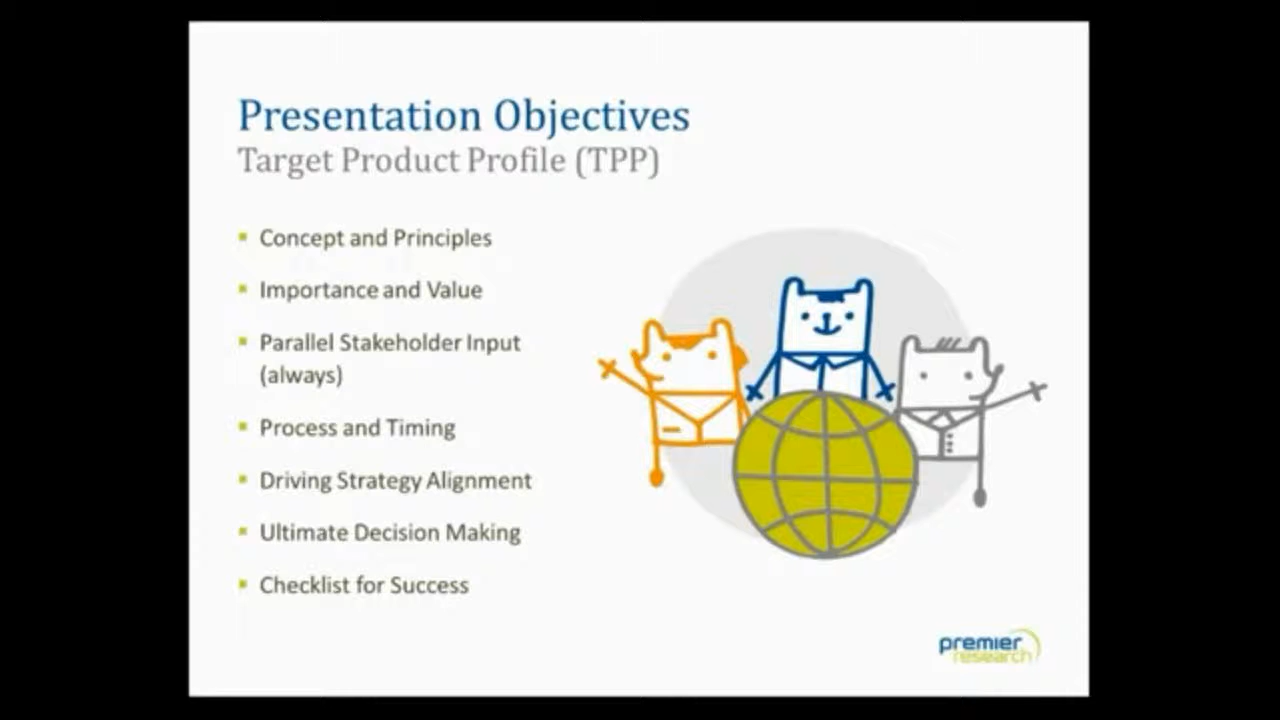 Presentation Objectives
Target Product Profile (TPP)
Concept and Principles
Importance and Value
Parallel Stakeholder Input
(always)
Process and Timing
Driving Strategy Alignment
Ultimate Decision Making
Checklist for Success
premier
research